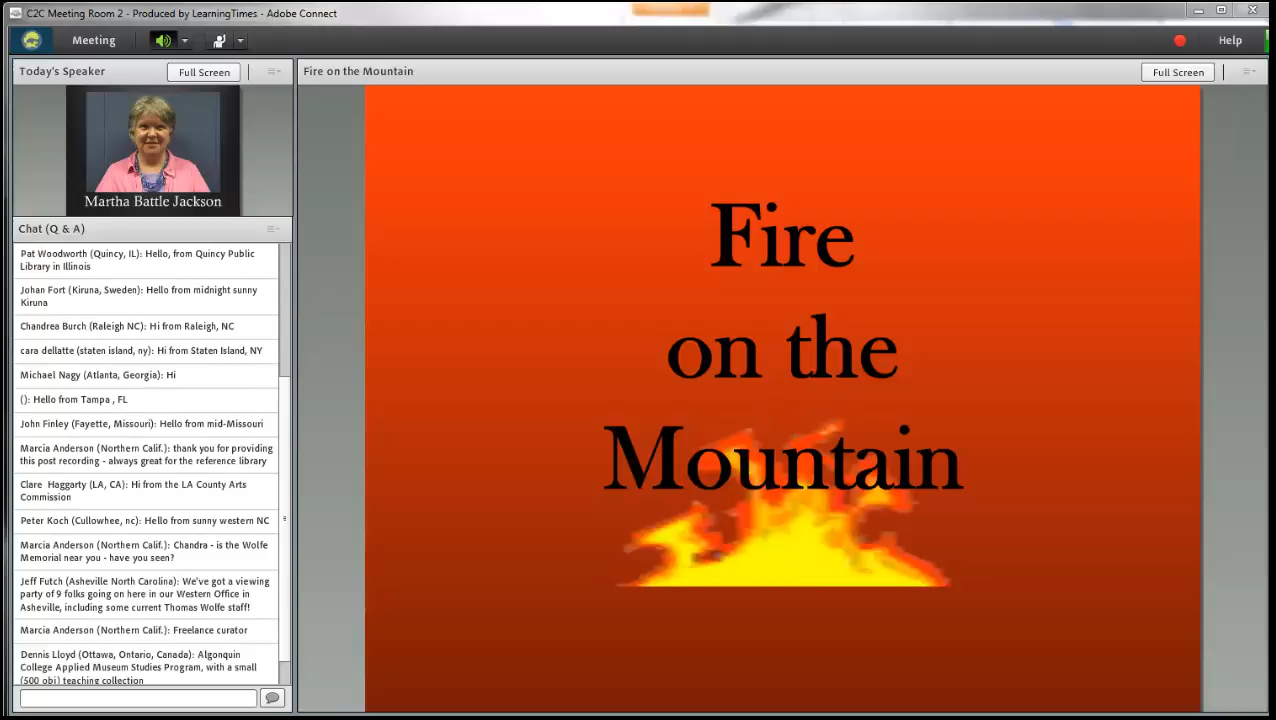 C2C Meeting Room 2 - Produced by LearningTimes - Adobe Connect
Meeting
Help
Today's Speaker
Full Screen
Fire on the Mountain
Full Screen
Martha Battle Jackson
Chat (Q & A)
Pat Woodworth (Quincy, IL): Hello, from Quincy Public
Library in Illinois
Johan Fort (Kiruna, Sweden): Hello from midnight sunny
Kiruna
Chandrea Burch (Raleigh NC): Hi from Raleigh, NC
cara dellatte (staten island, ny): Hi from Staten Island, NY
Michael Nagy (Atlanta, Georgia): Hi
(): Hello from Tampa , FL
John Finley (Fayette, Missouri): Hello from mid-Missouri
Marcia Anderson (Northern Calif.): thank you for providing
this post recording - always great for the reference library
Clare Haggarty (LA, CA): Hi from the LA County Arts
Commission
Peter Koch (Cullowhee, nc): Hello from sunny western NC
Marcia Anderson (Northern Calif.): Chandra - is the Wolfe
Memorial near you - have you seen?
Jeff Futch (Asheville North Carolina): We've got a viewing
party of 9 folks going on here in our Western Office in
Asheville, including some current Thomas Wolfe staff!
Marcia Anderson (Northern Calif.): Freelance curator
Dennis Lloyd (Ottawa, Ontario, Canada): Algonquin
College Applied Museum Studies Program, with a small
(500 obj) teaching collection
Fire
on the
Mountain